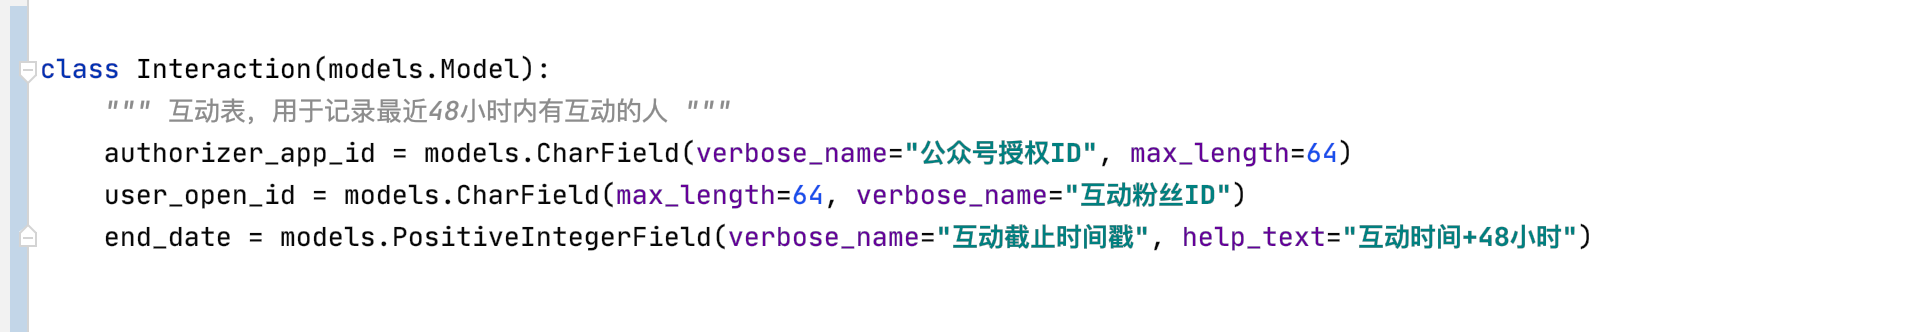 class Interaction(models.Model):
    """ 互动表，用于记录最近48小时内有互动的人 """
    authorizer_app_id = models.CharField(verbose_name="公众号授权ID", max_length=64)
    user_open_id = models.CharField(max_length=64, verbose_name="互动粉丝ID")
    end_date = models.PositiveIntegerField(verbose_name="互动截止时间戳", help_text="互动时间+48小时")